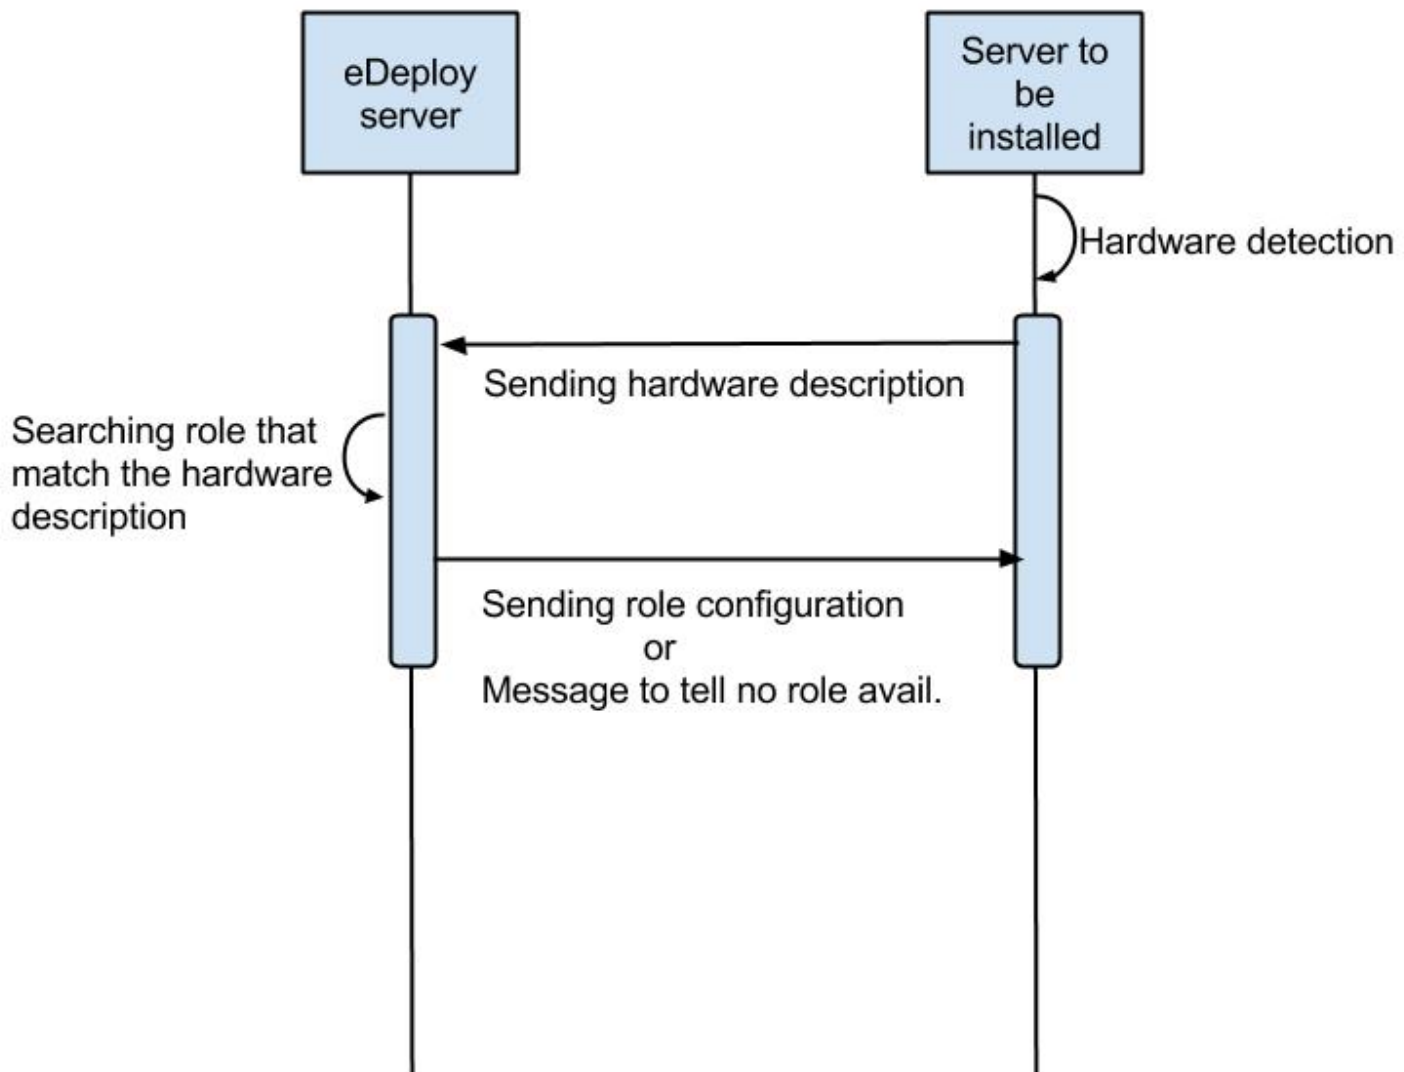 eDeploy
server
Server to
be
installed
Hardware detection
Sending hardware description
Searching role that
match the hardware
description
Sending role configuration
or
Message to tell no role avail.